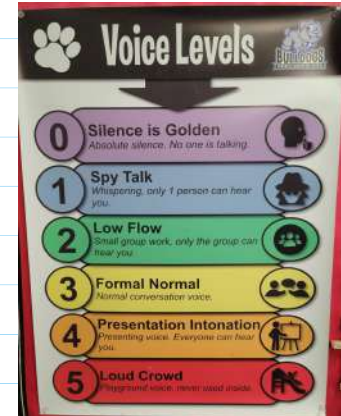 Voice Levels
BULLDOGS
0
Silence is Golden
Absolute silence. No one is talking.
1
Spy Talk
Whispering, only 1 person can hear
you.
2
Low Flow
Small group work, only the group can
hear you.
3
Formal Normal
Normal conversation voice.
4
Presentation Intonation
Presenting voice. Everyone can hear
you.
5
Loud Crowd
Playground voice, never used inside.